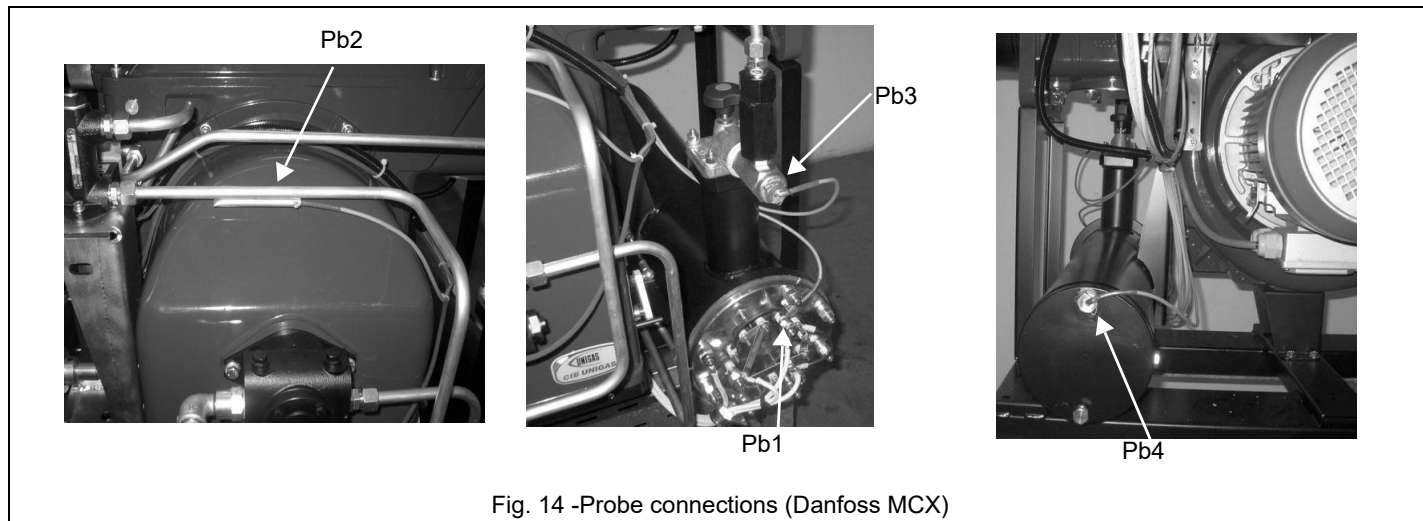 Pb2
Pb3
UNIGAS
CIB UNIGAS
Pb1
Pb4
Fig. 14 -Probe connections (Danfoss MCX)